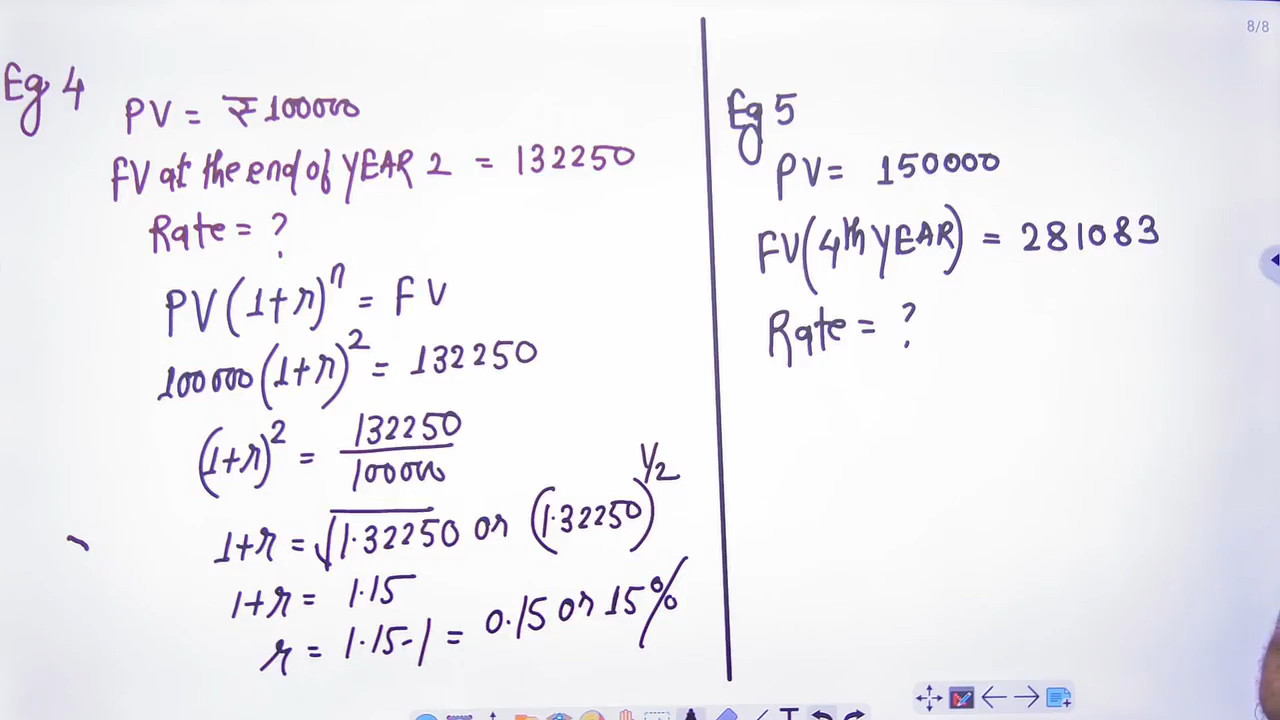 8/8
Eg 4
PV = ₹100000
FV at the end of YEAR 2 = 132250
Rate = ?
PV(1+r)^n = FV
100000(1+r)^2 = 132250
(1+r)^2 = 132250/100000
1+r = √1.32250 or (1.32250)^1/2
1+r = 1.15
r = 1.15-1 = 0.15 or 15%
Eg 5
PV = 150000
FV(4th YEAR) = 281083
Rate = ?
T